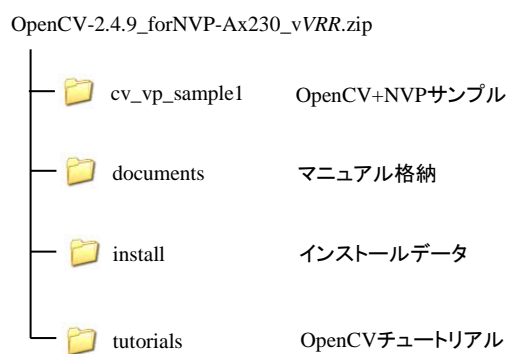 OpenCV-2.4.9_forNVP-Ax230_vVRR.zip
cv_vp_sample1 OpenCV+NVPサンプル
documents マニュアル格納
install インストールデータ
tutorials OpenCVチュートリアル